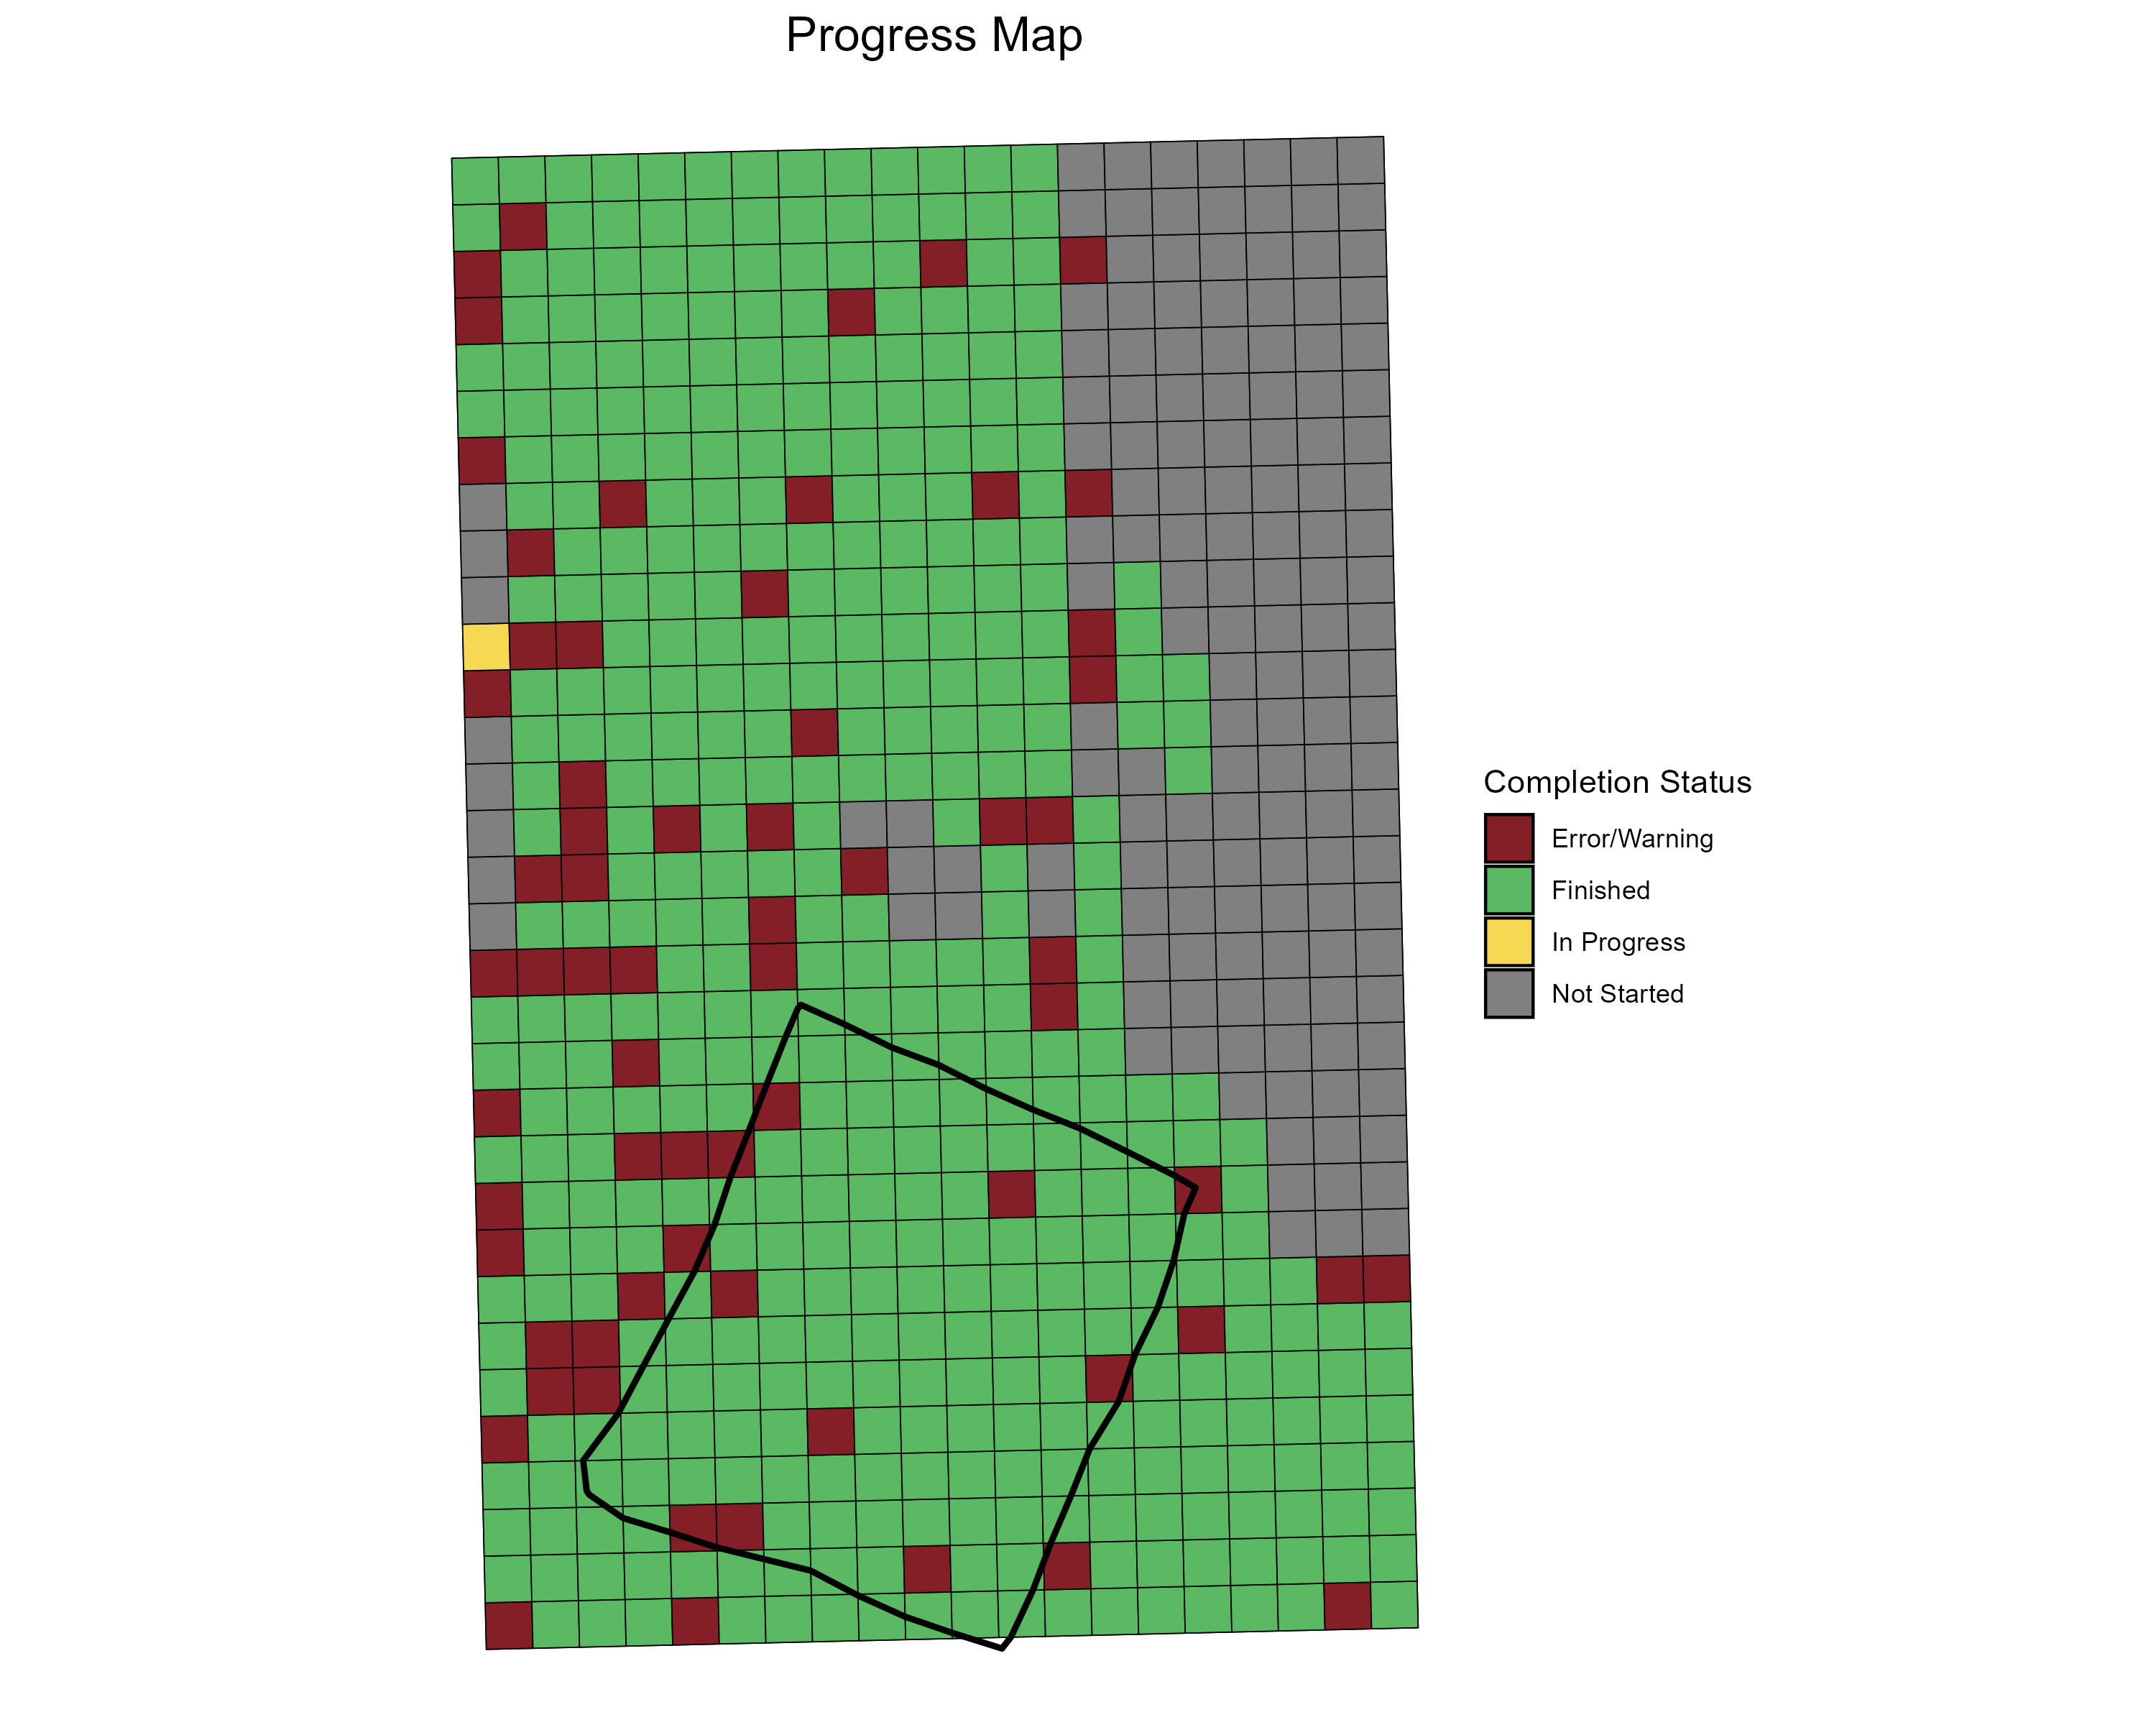 Progress Map
Completion Status
Error/Warning
Finished
In Progress
Not Started